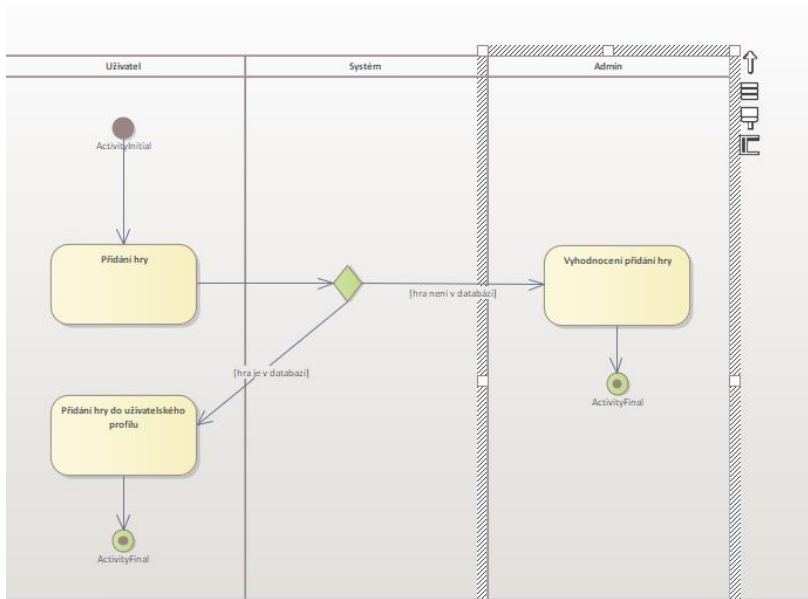 Uživatel
Systém
Admin
ActivityInitial
Přidání hry
Vyhodnocení přidání hry
[hra není v databázi]
[hra je v databazi]
Přidání hry do uživatelského
profilu
ActivityFinal
ActivityFinal